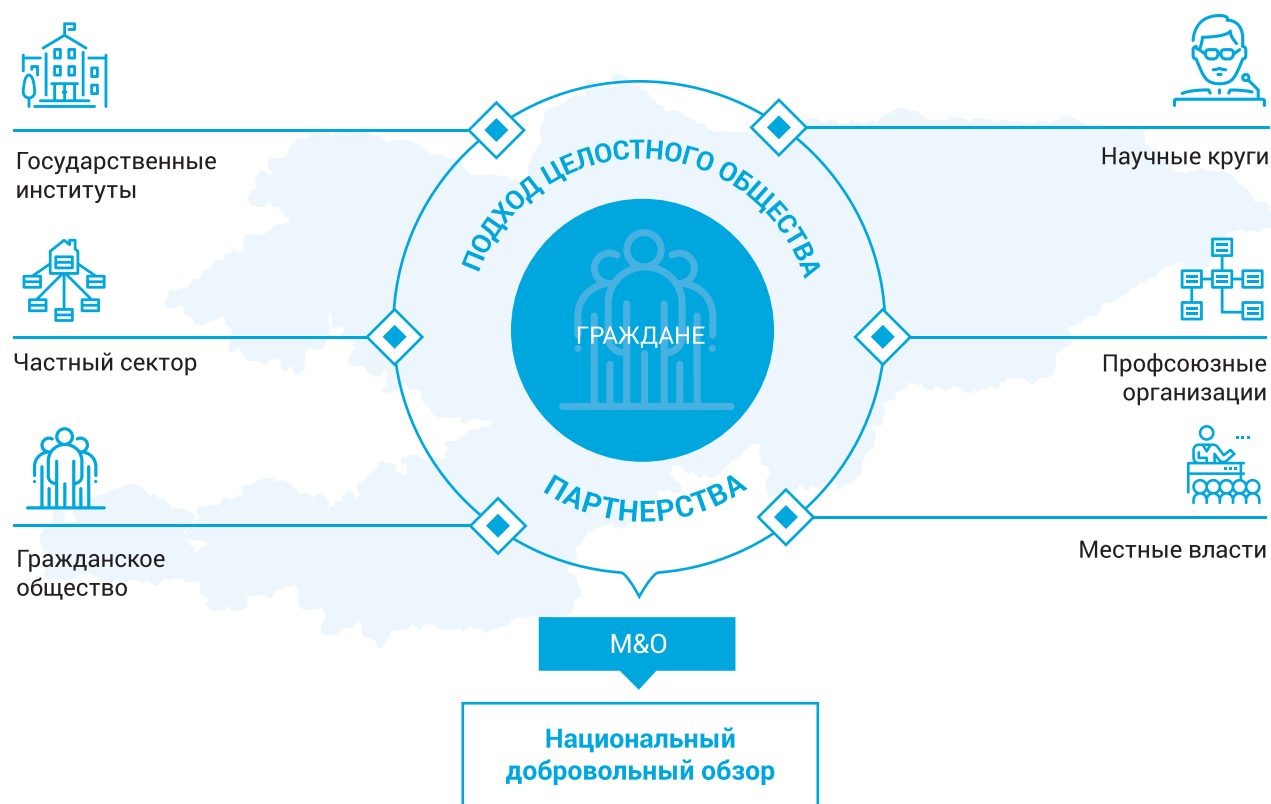 Государственные
институты
Частный сектор
Гражданское
общество
ПОДХОД ЦЕЛОСТНОГО ОБЩЕСТВА
ГРАЖДАНЕ
ПАРТНЕРСТВА
Научные круги
Профсоюзные
организации
Местные власти
М&О
Национальный
добровольный обзор